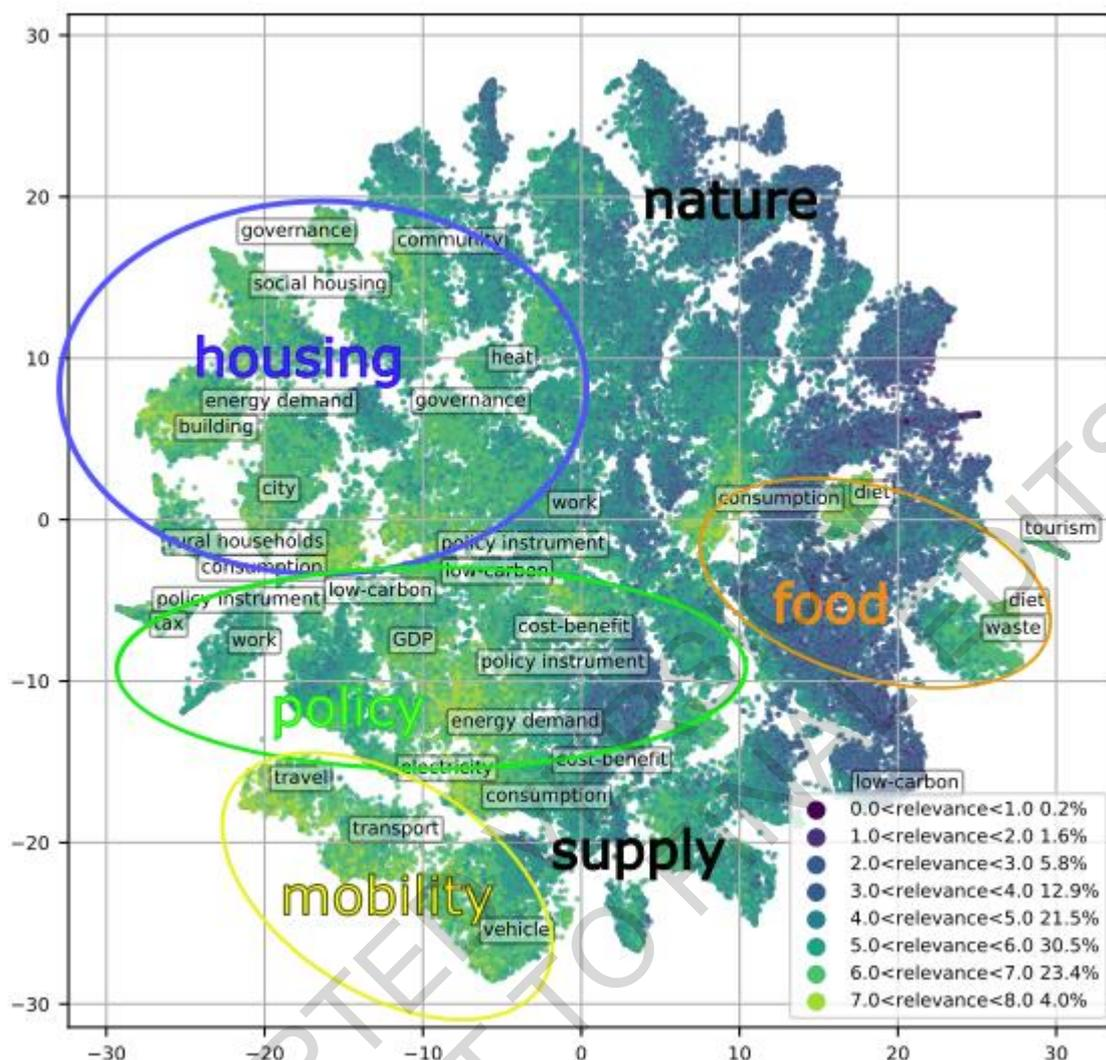 30
20
10
0
−10
−20
−30
−30
−20
−10
0
10
20
30
nature
governance
community
social housing
housing
heat
energy demand
governance
building
city
work
consumption
diet
tourism
rural households
policy instrument
consumption
low-carbon
low-carbon
policy instrument
tax
food
diet
waste
work
GDP
cost-benefit
policy instrument
policy
energy demand
electricity
cost-benefit
travel
consumption
low-carbon
transport
supply
mobility
vehicle
0.0<relevance<1.0 0.2%
1.0<relevance<2.0 1.6%
2.0<relevance<3.0 5.8%
3.0<relevance<4.0 12.9%
4.0<relevance<5.0 21.5%
5.0<relevance<6.0 30.5%
6.0<relevance<7.0 23.4%
7.0<relevance<8.0 4.0%